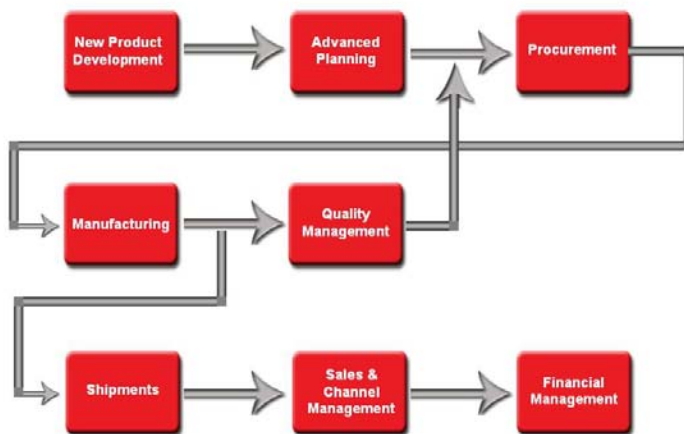 New Product
Development
Advanced
Planning
Procurement
Manufacturing
Quality
Management
Shipments
Sales &
Channel
Management
Financial
Management